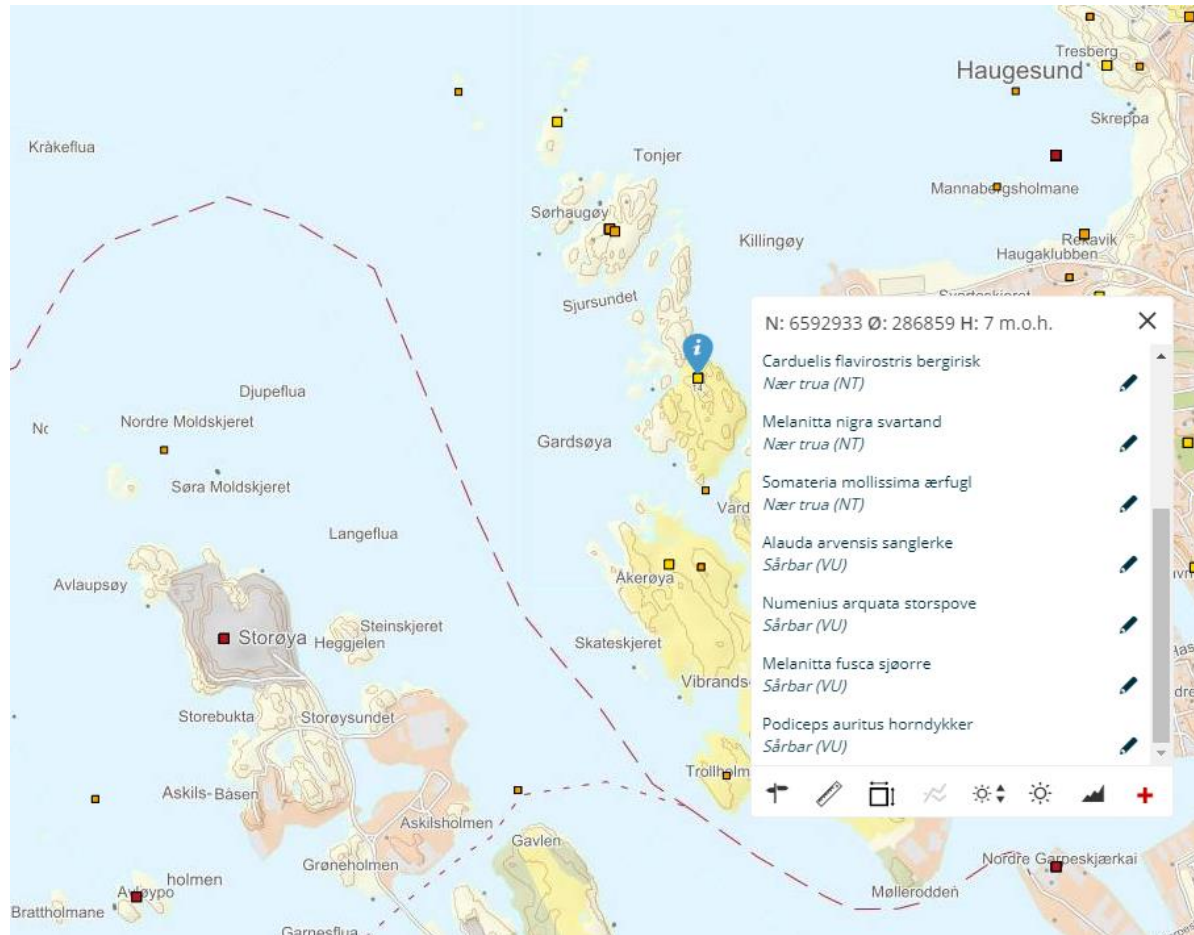 Tresberg
Haugesund
Skreppa
Kråkeflua
Tonjer
Mannabergsholmane
Sørhaugøy
Killingøy
Rekavik
Haugaklubben
Sjursundet
Svarteskjeret
N: 6592933 Ø: 286859 H: 7 m.o.h.
Carduelis flavirostris bergirisk
Nær trua (NT)
Melanitta nigra svartand
Nær trua (NT)
Somateria mollissima ærfugl
Nær trua (NT)
Alauda arvensis sanglerke
Sårbar (VU)
Numenius arquata storspove
Sårbar (VU)
Melanitta fusca sjøorre
Sårbar (VU)
Podiceps auritus horndykker
Sårbar (VU)
i
14
Djupeflua
Nordre Moldskjeret
Gardsøya
Søra Moldskjeret
Vard
Langeflua
Avlaupsøy
Åkerøya
Steinskjeret
Storøya
Heggjelen
Skateskjeret
Vibrands
Storebukta
Storøysundet
Trollholm
Askils-Båsen
Askilsholmen
Gavlen
Grøneholmen
Nordre Garpeskjærkai
holmen
Avløypo
Møllerodden
Brattholmane
Garnesflua